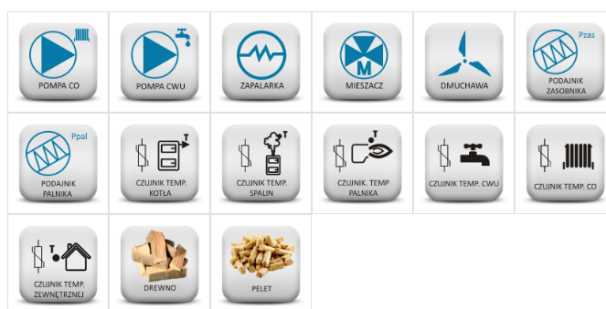 POMPA CO
POMPA CWU
ZAPALARKA
M
MIESZACZ
DMUCHAWA
Pzas
PODAJNIK
ZASOBNIKA
Ppal
PODAJNIK
PALNIKA
T
CZUJNIK TEMP.
KOTŁA
T
CZUJNIK TEMP.
SPALIN
T
CZUJNIK. TEMP
PALNIKA
CZUJNIK TEMP. CWU
CZUJNIK TEMP. CO
T
CZUJNIK TEMP.
ZEWNĘTRZNEJ
DREWNO
PELET